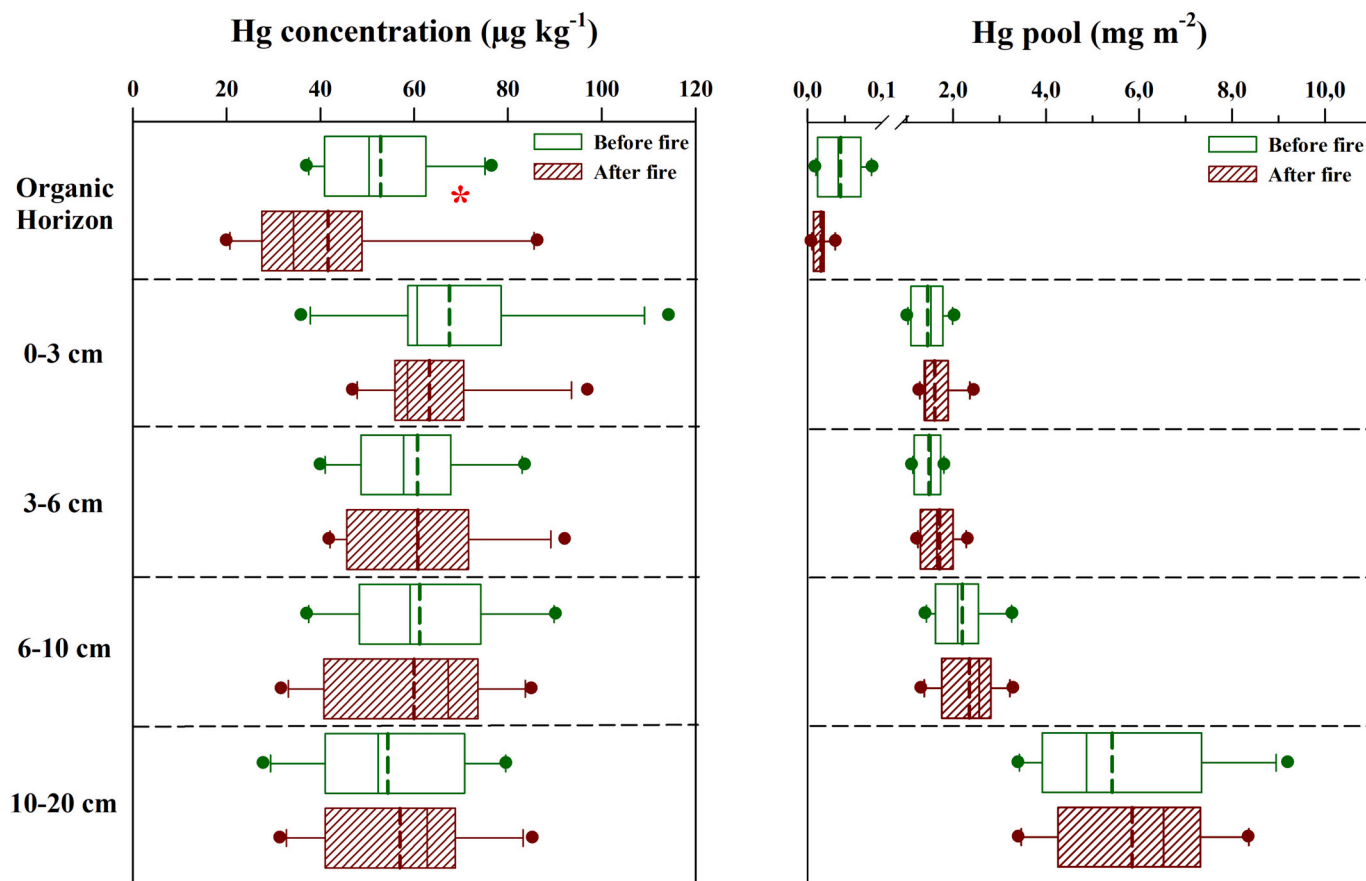 Hg concentration (µg kg⁻¹)
Hg pool (mg m⁻²)
0 20 40 60 80 100 120
0,0 0,1 2,0 4,0 6,0 8,0 10,0
Before fire
After fire
Before fire
After fire
*
Organic
Horizon
0-3 cm
3-6 cm
6-10 cm
10-20 cm